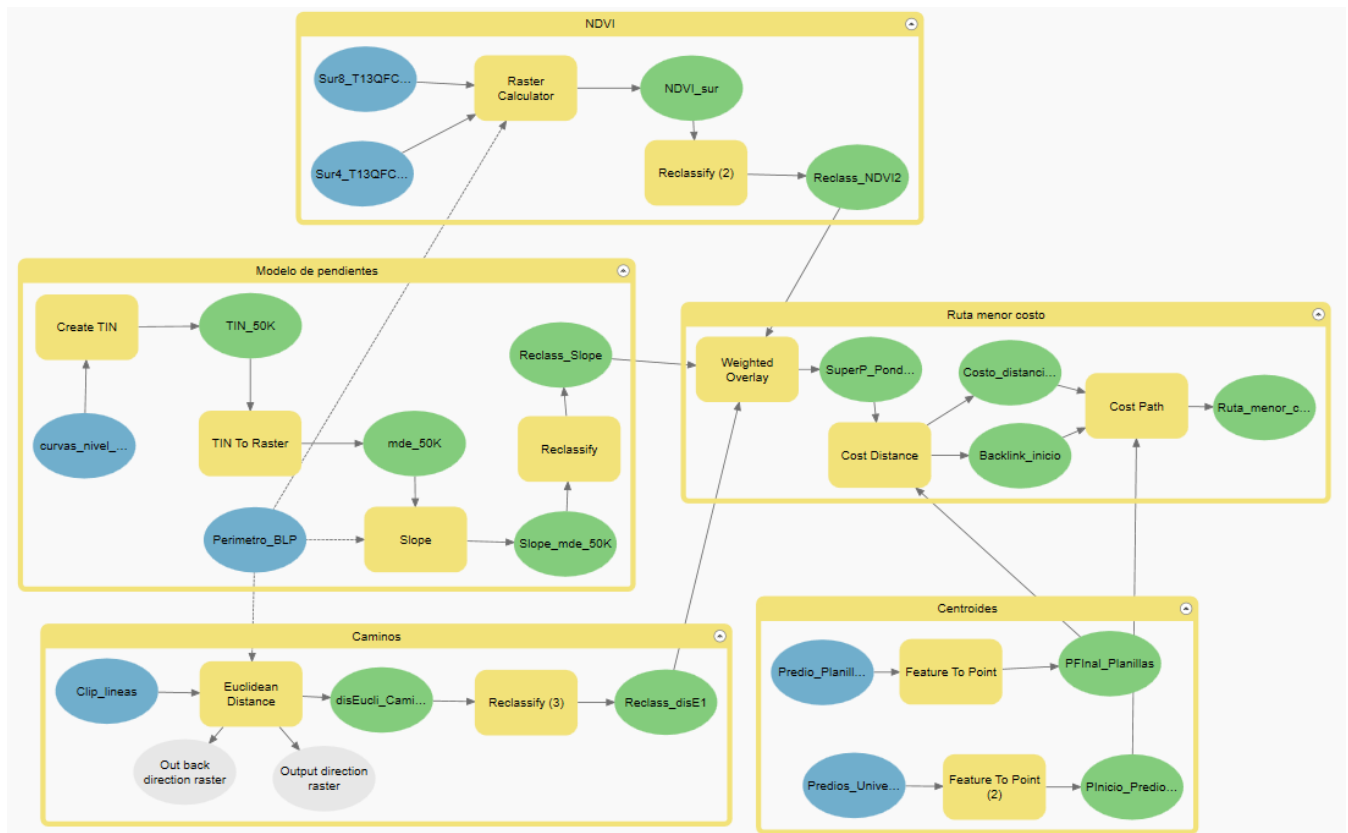 NDVI
Sur8_T13QFC...
Raster
Calculator
NDVI_sur
Sur4_T13QFC...
Reclassify (2)
Reclass_NDVI2
Modelo de pendientes
Create TIN
TIN_50K
Reclass_Slope
curvas_nivel_...
TIN To Raster
mde_50K
Reclassify
Perimetro_BLP
Slope
Slope_mde_50K
Ruta menor costo
Weighted
Overlay
SuperP_Pond...
Costo_distanci...
Cost Path
Ruta_menor_c...
Cost Distance
Backlink_inicio
Caminos
Clip_lineas
Euclidean
Distance
disEucli_Cami...
Reclassify (3)
Reclass_disE1
Out back
direction raster
Output direction
raster
Centroides
Predio_Planill...
Feature To Point
PFInal_Planillas
Predios_Unive...
Feature To Point
(2)
PInicio_Predio...